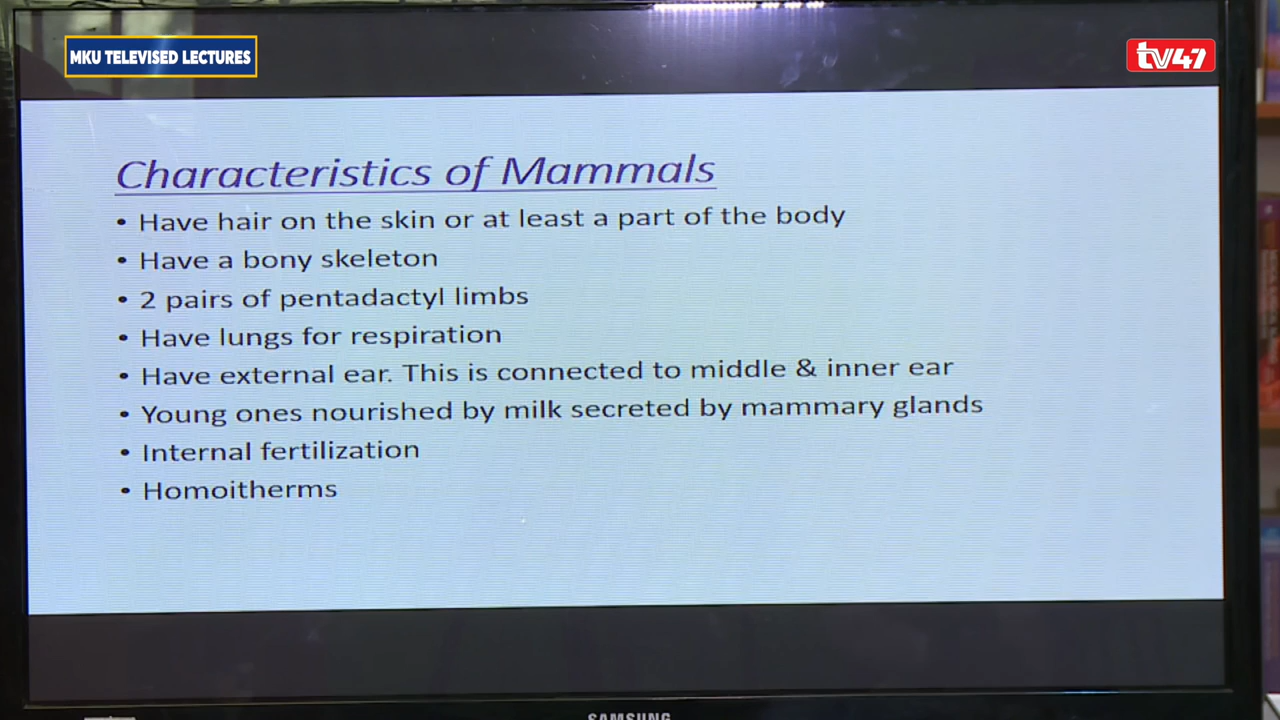 MKU TELEVISED LECTURES
tv47
Characteristics of Mammals
• Have hair on the skin or at least a part of the body
• Have a bony skeleton
• 2 pairs of pentadactyl limbs
• Have lungs for respiration
• Have external ear. This is connected to middle & inner ear
• Young ones nourished by milk secreted by mammary glands
• Internal fertilization
• Homoitherms
SAMSUNG